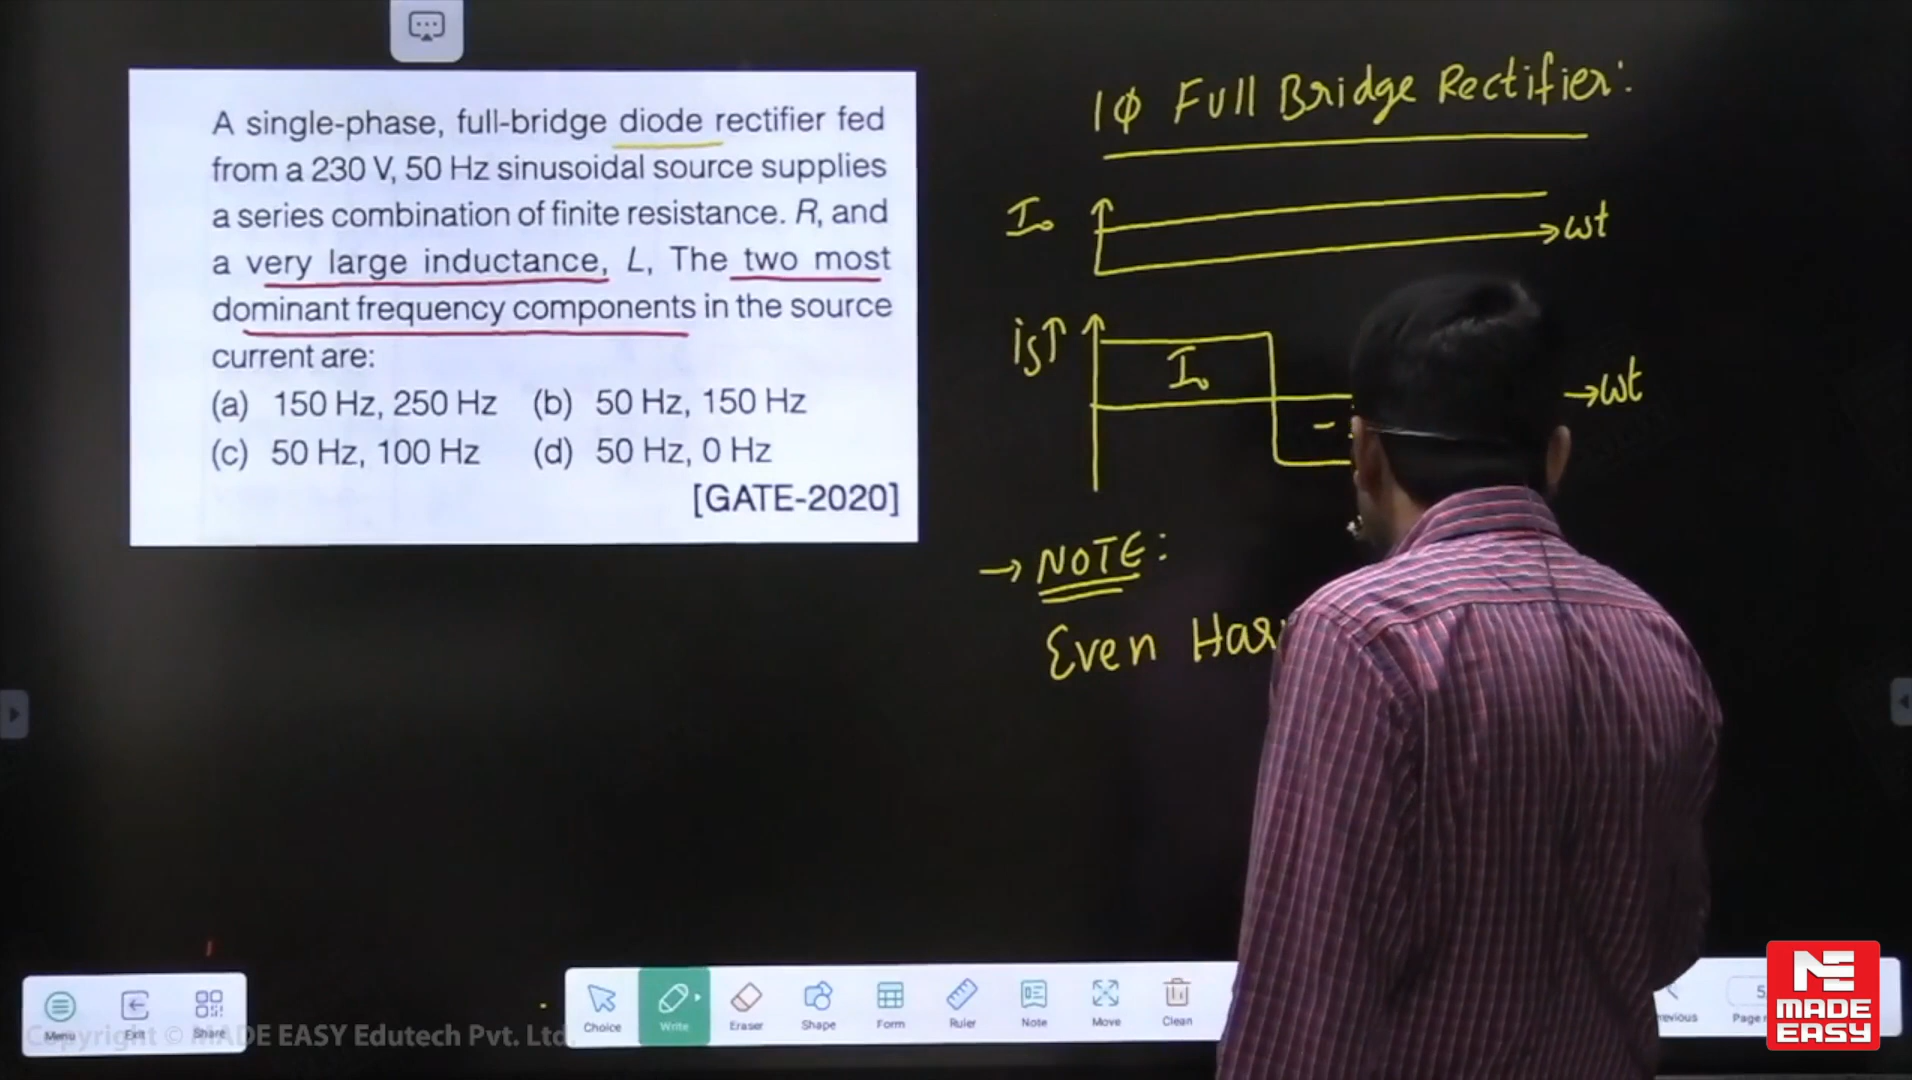 A single-phase, full-bridge diode rectifier fed
from a 230 V, 50 Hz sinusoidal source supplies
a series combination of finite resistance. R, and
a very large inductance, L, The two most
dominant frequency components in the source
current are:
(a) 150 Hz, 250 Hz (b) 50 Hz, 150 Hz
(c) 50 Hz, 100 Hz (d) 50 Hz, 0 Hz
[GATE-2020]
1ϕ Full Bridge Rectifier:
I₀
ωt
is↑
I₀
-
→ωt
→ NOTE:
Even Har
Menu Exit Share
Choice Write Eraser Shape Form Ruler Note Move Clean
revious Page
5
Copyright © MADE EASY Edutech Pvt. Ltd.
ME
MADE
EASY